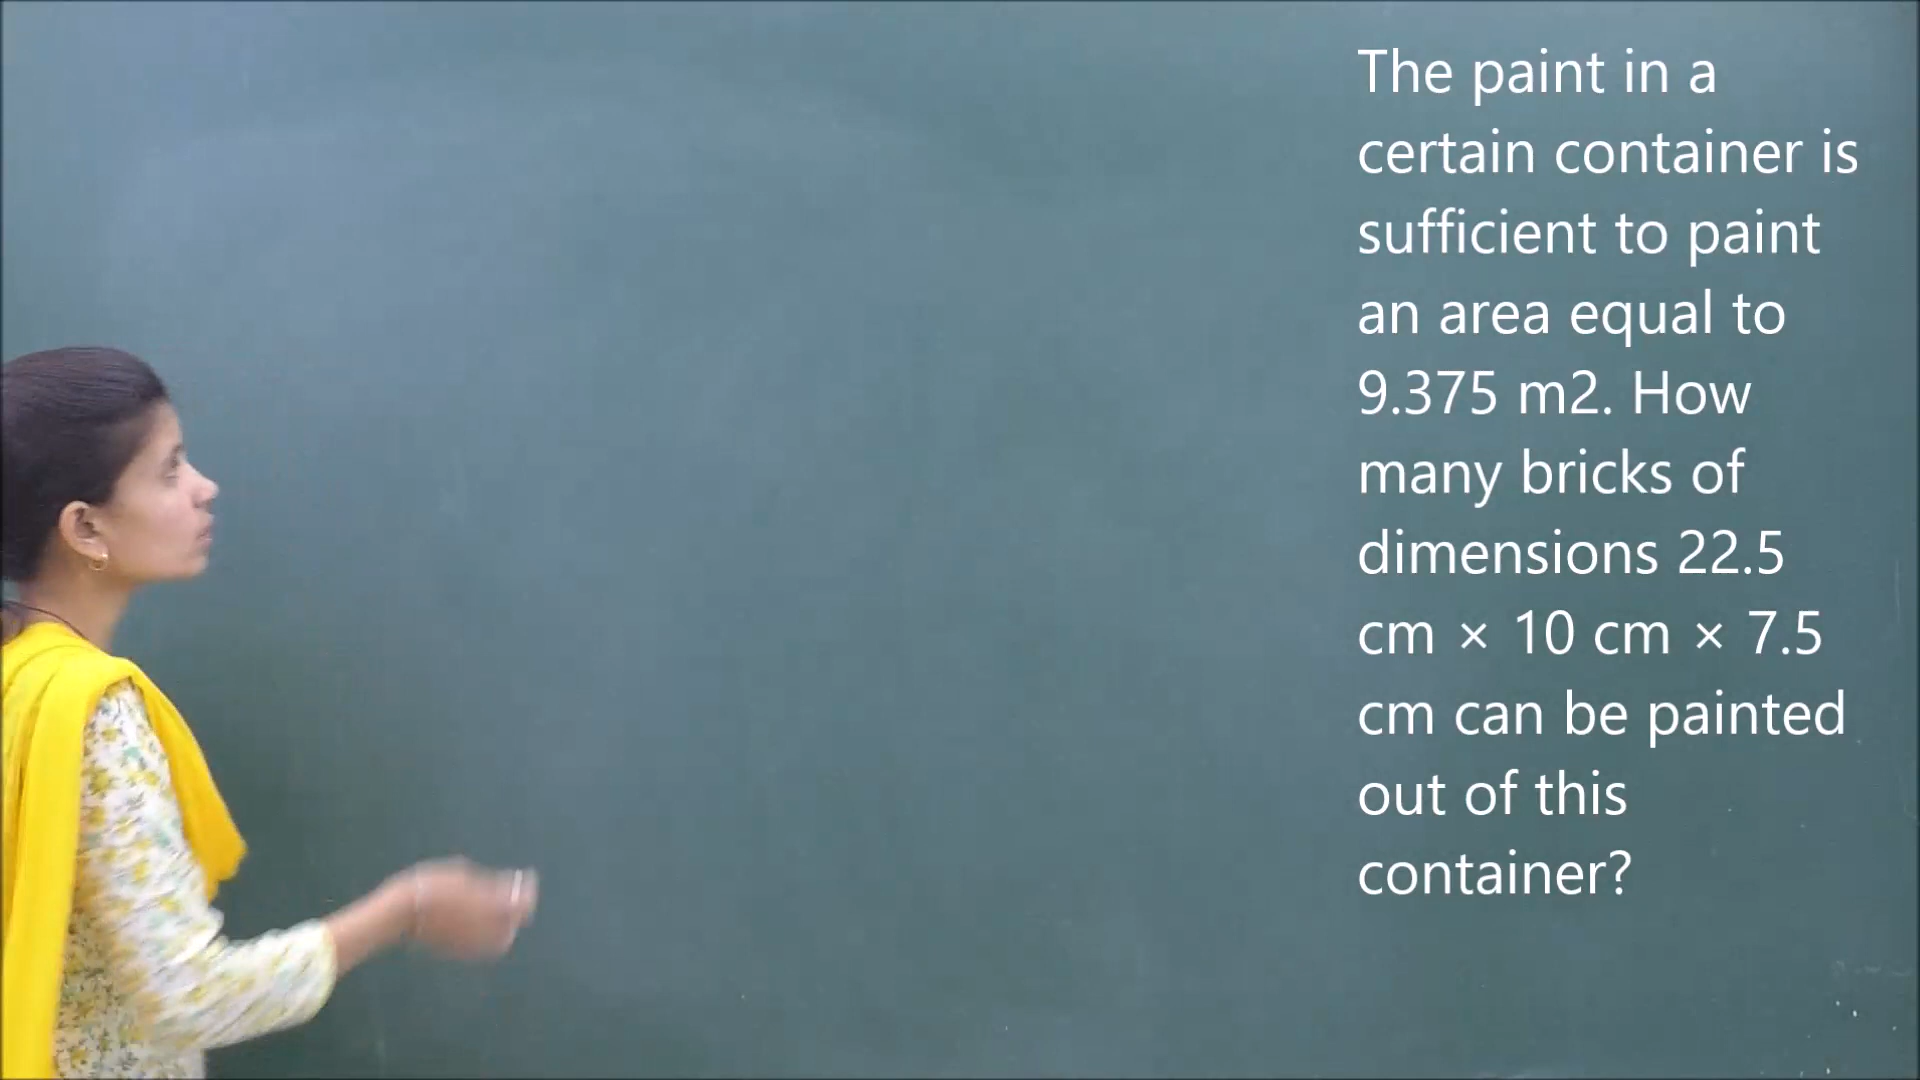 The paint in a
certain container is
sufficient to paint
an area equal to
9.375 m2. How
many bricks of
dimensions 22.5
cm × 10 cm × 7.5
cm can be painted
out of this
container?